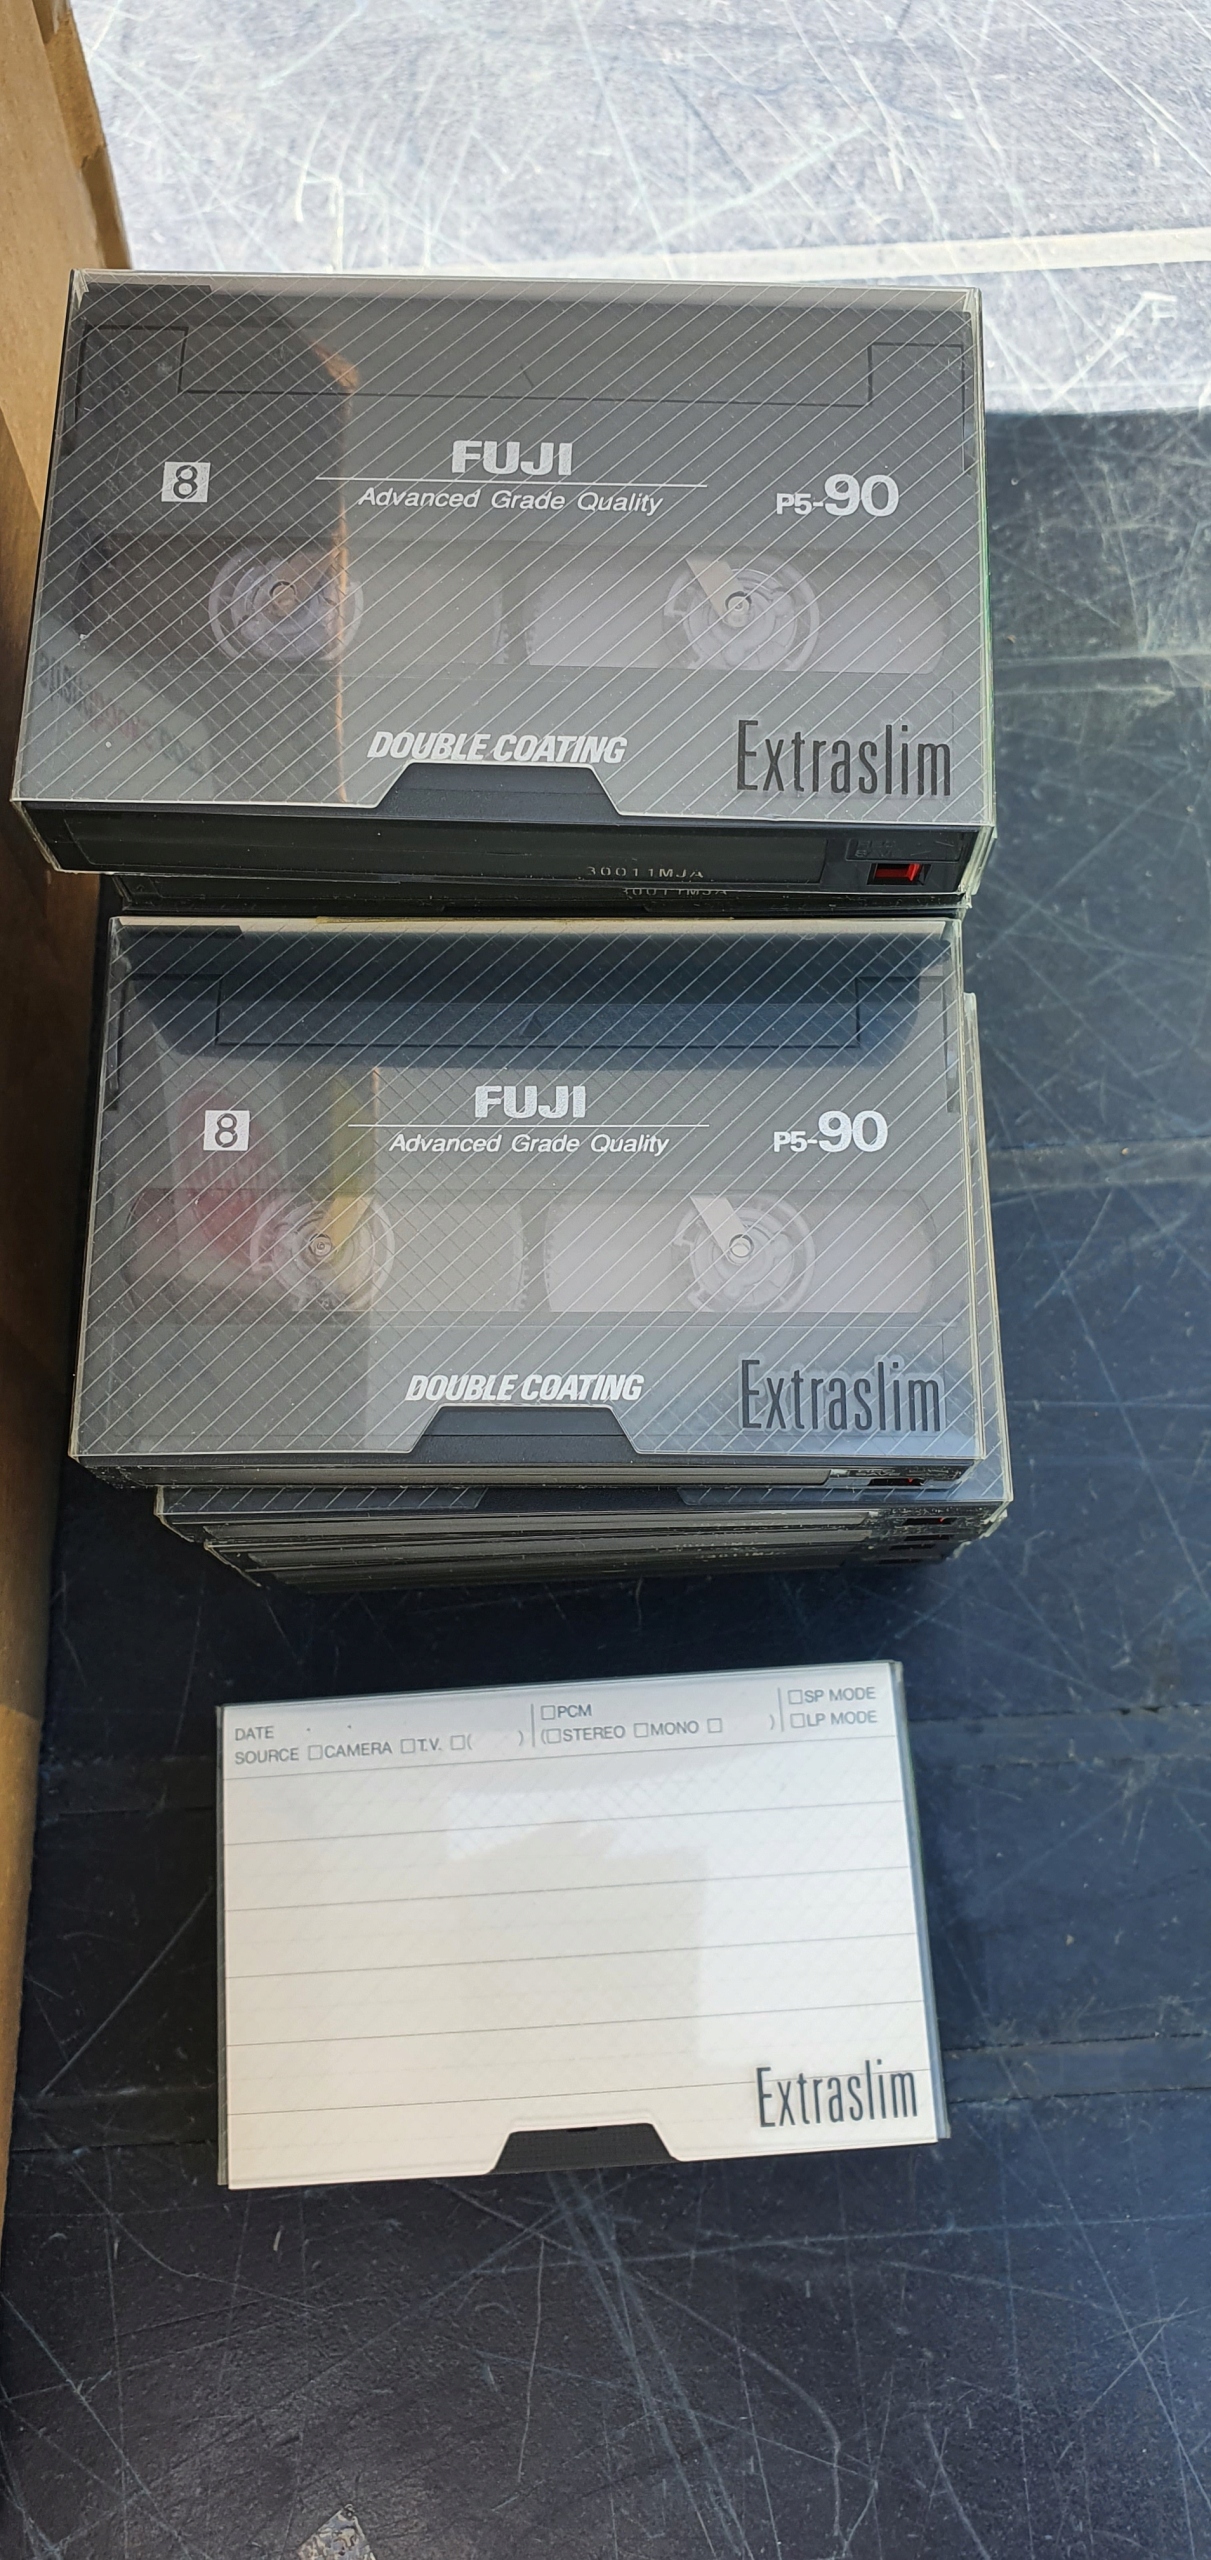 FUJI
8
Advanced Grade Quality
P5-90
DOUBLE COATING
Extraslim
30011MJA
30011MJA
FUJI
8
Advanced Grade Quality
P5-90
DOUBLE COATING
Extraslim
DATE . .
□PCM
□SP MODE
SOURCE □CAMERA □T.V. □( )
(□STEREO □MONO □ )
□LP MODE
Extraslim